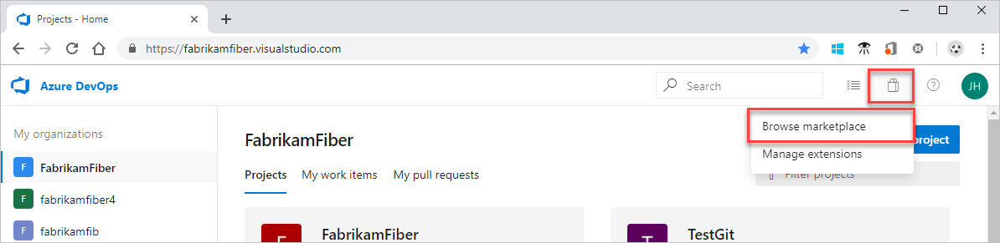 Projects - Home
https://fabrikamfiber.visualstudio.com
Azure DevOps
Search
JH
Browse marketplace
Manage extensions
My organizations
F FabrikamFiber
F fabrikamfiber4
F fabrikamfib
FabrikamFiber
project
Projects My work items My pull requests
Filter projects
FabrikamFiber
T TestGit